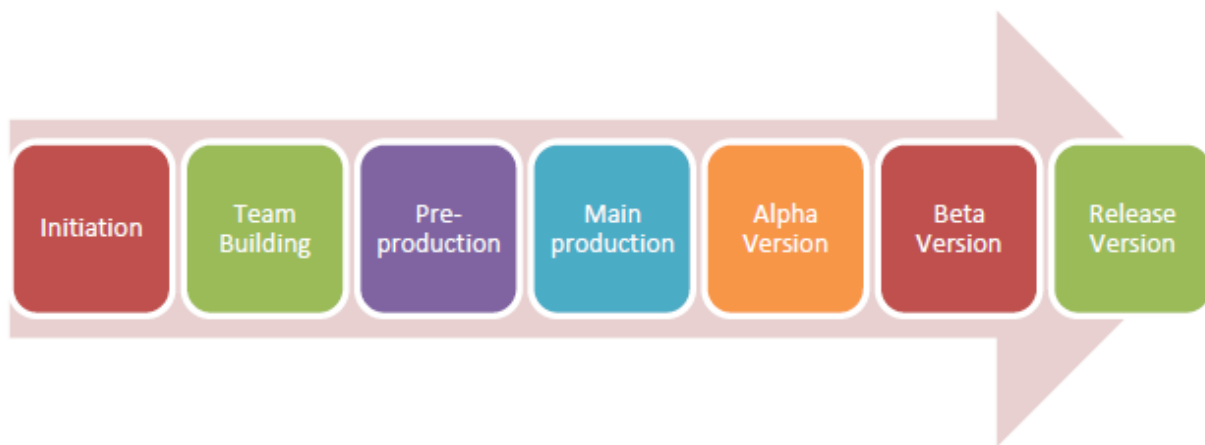 Initiation
Team
Building
Pre-
production
Main
production
Alpha
Version
Beta
Version
Release
Version